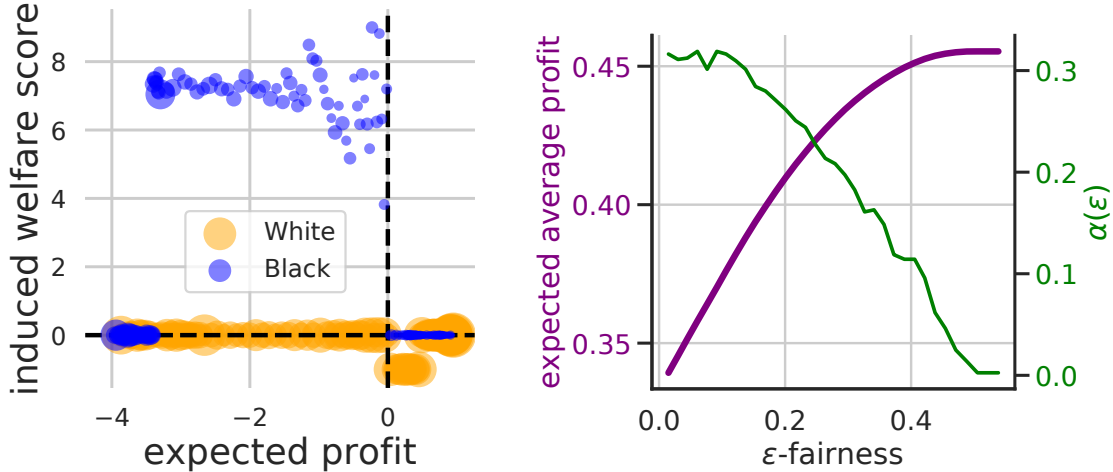 induced welfare score
8
6
4
2
0
−4
−2
0
expected profit
White
Black
expected average profit
0.45
0.40
0.35
0.0
0.2
0.4
ε-fairness
0.3
0.2
0.1
0.0
α(ε)